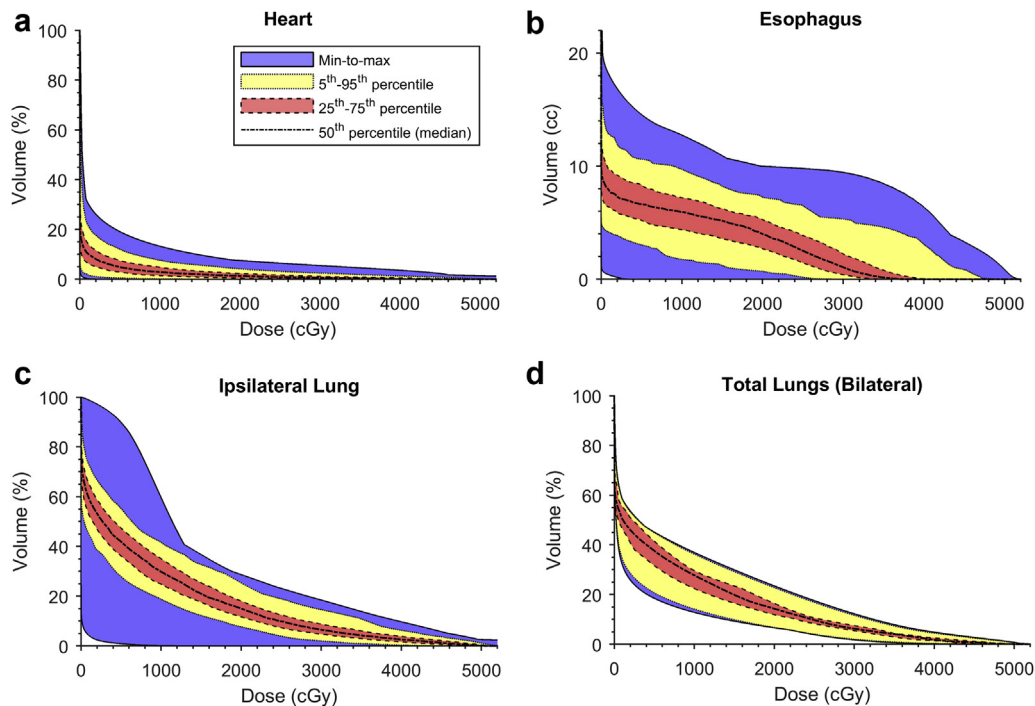 a
Heart
100
80
60
40
20
0
Volume (%)
Min-to-max
5th-95th percentile
25th-75th percentile
50th percentile (median)
0 1000 2000 3000 4000 5000
Dose (cGy)
b
Esophagus
20
10
0
Volume (cc)
0 1000 2000 3000 4000 5000
Dose (cGy)
c
Ipsilateral Lung
100
80
60
40
20
0
Volume (%)
0 1000 2000 3000 4000 5000
Dose (cGy)
d
Total Lungs (Bilateral)
100
80
60
40
20
0
Volume (%)
0 1000 2000 3000 4000 5000
Dose (cGy)